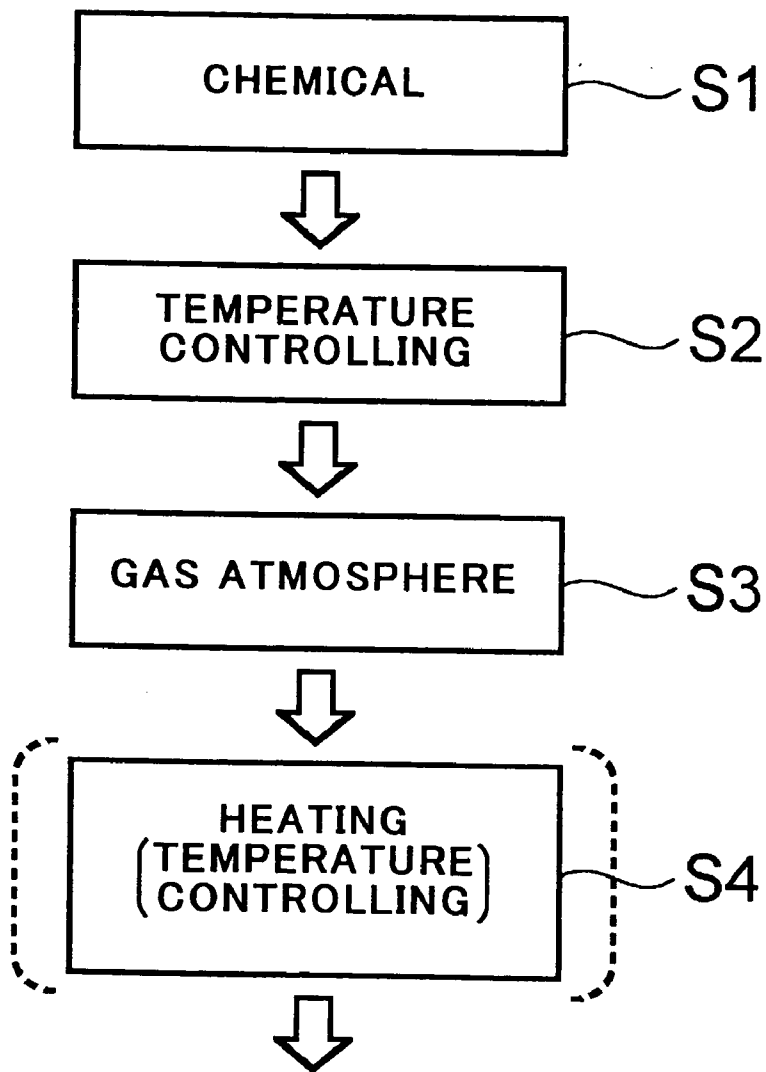 CHEMICAL
S1
TEMPERATURE
CONTROLLING
S2
GAS ATMOSPHERE
S3
HEATING
(TEMPERATURE
CONTROLLING)
S4